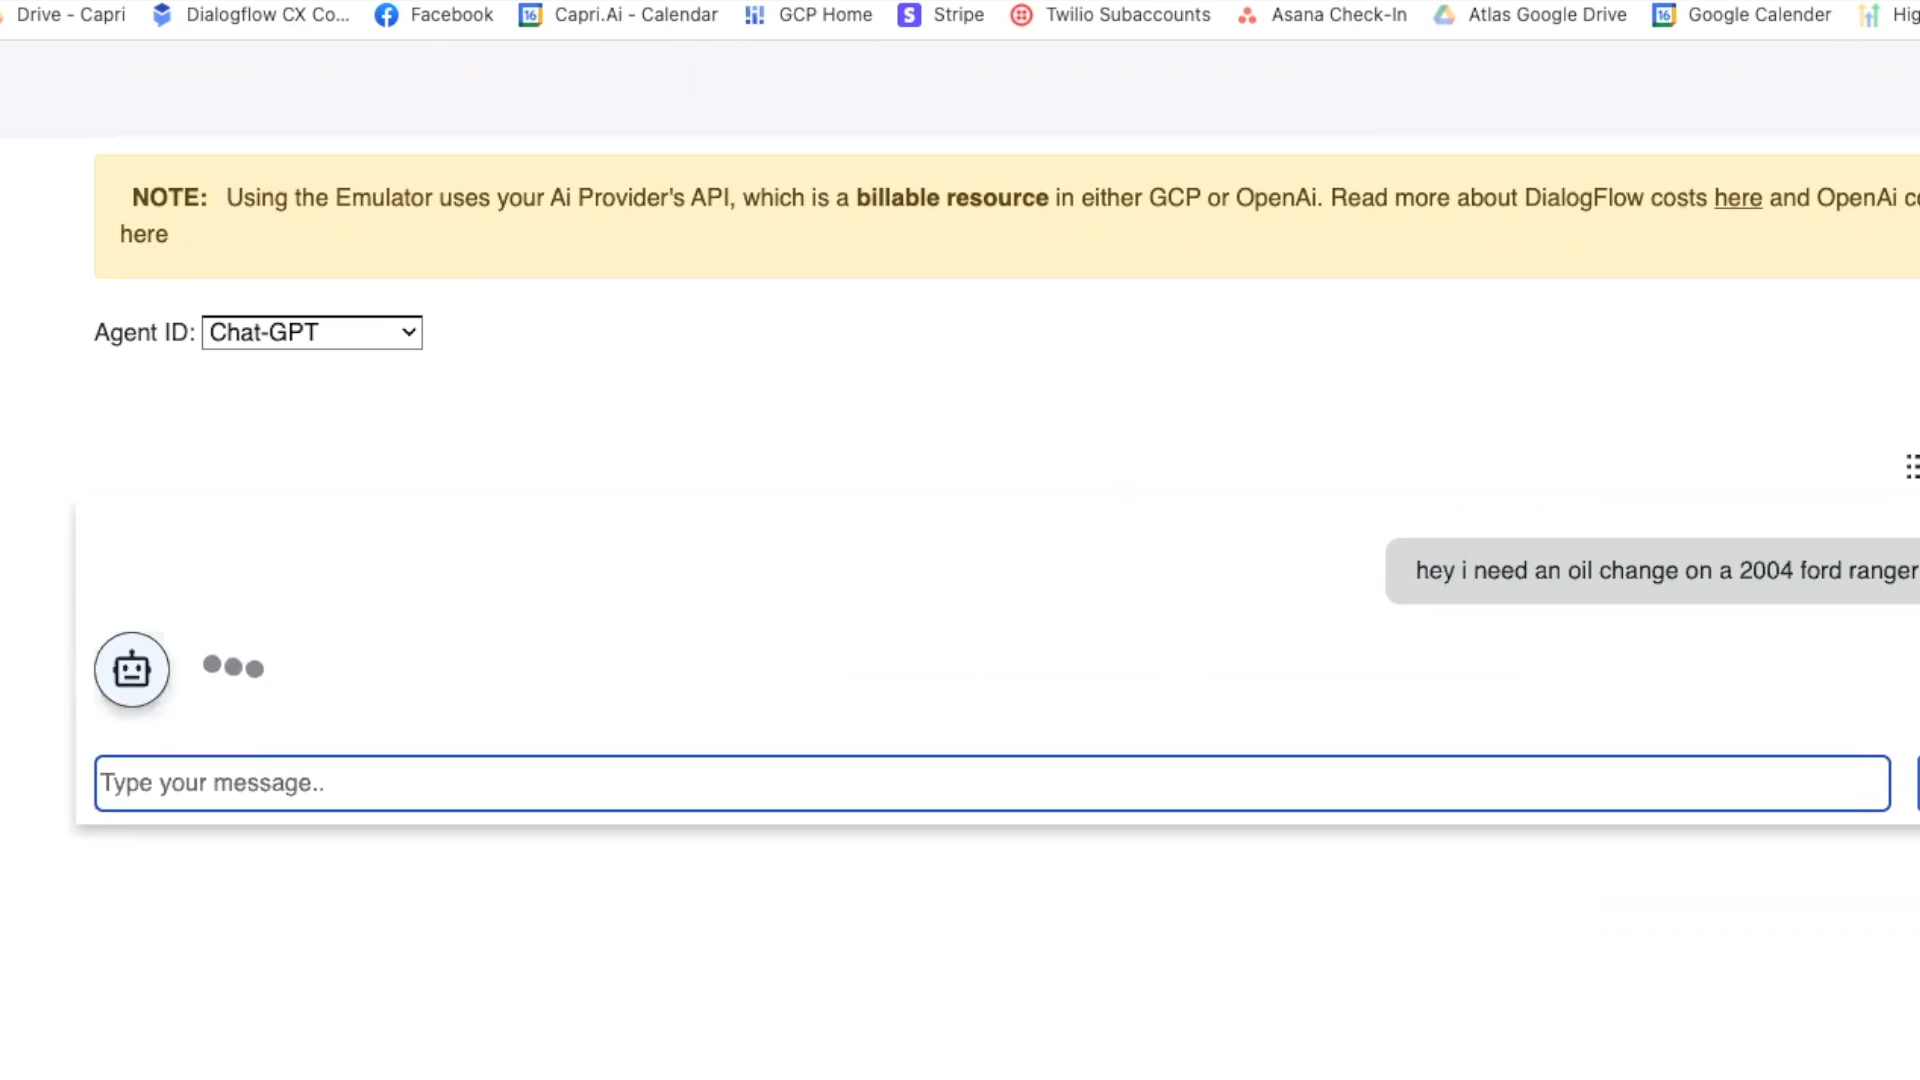 Drive - Capri Dialogflow CX Co... Facebook 16 Capri.Ai - Calendar GCP Home S Stripe Twilio Subaccounts Asana Check-In Atlas Google Drive 16 Google Calender
NOTE: Using the Emulator uses your Ai Provider's API, which is a billable resource in either GCP or OpenAi. Read more about DialogFlow costs here and OpenAi
here
Agent ID: Chat-GPT
hey i need an oil change on a 2004 ford ranger
Type your message..